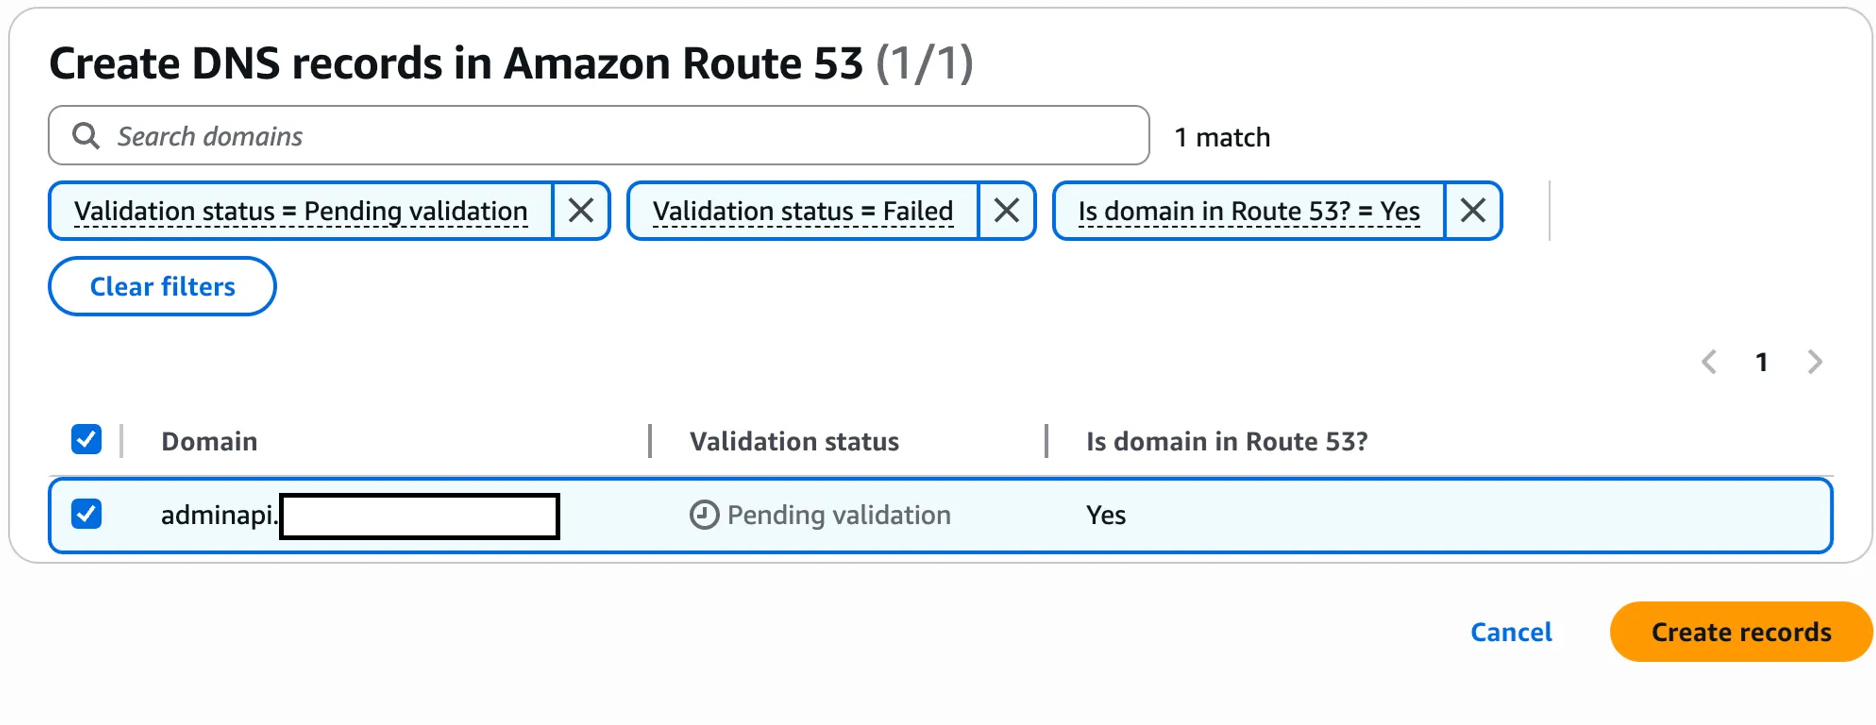 Create DNS records in Amazon Route 53 (1/1)
Search domains
1 match
Validation status = Pending validation
Validation status = Failed
Is domain in Route 53? = Yes
Clear filters
1
Domain
Validation status
Is domain in Route 53?
adminapi.
Pending validation
Yes
Cancel
Create records